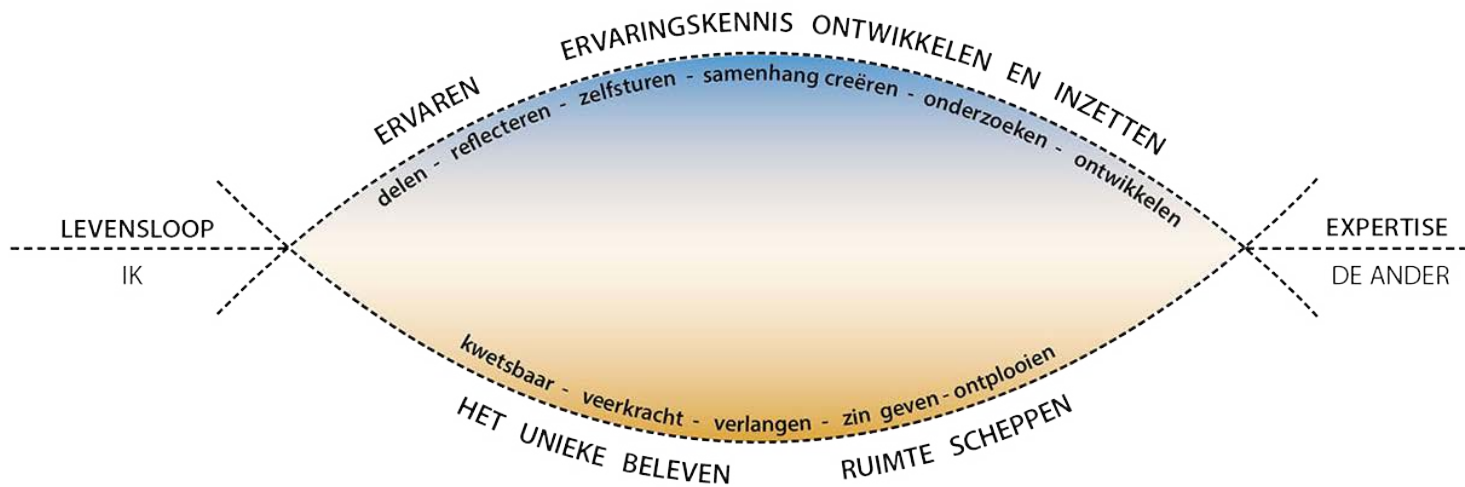 ERVAREN
ERVARINGSKENNIS ONTWIKKELEN EN INZETTEN
delen - reflecteren - zelfsturen - samenhang creëren - onderzoeken - ontwikkelen
LEVENSLOOP
IK
EXPERTISE
DE ANDER
kwetsbaar - veerkracht - verlangen - zin geven - ontplooien
HET UNIEKE BELEVEN
RUIMTE SCHEPPEN